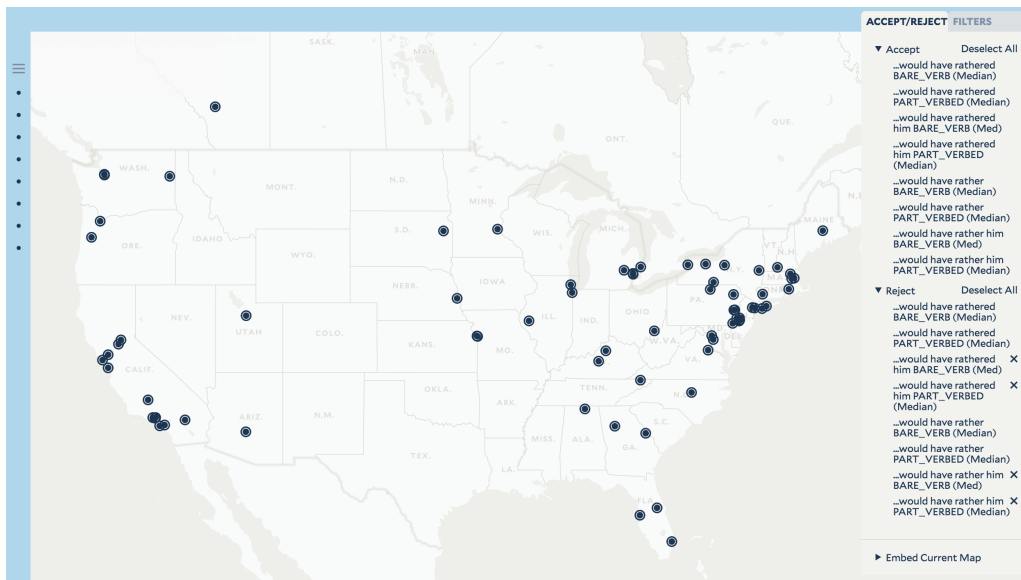 ACCEPT/REJECT FILTERS
▼ Accept Deselect All
...would have rathered
BARE_VERB (Median)
...would have rathered
PART_VERBED (Median)
...would have rathered
him BARE_VERB (Med)
...would have rathered
him PART_VERBED
(Median)
...would have rather
BARE_VERB (Median)
...would have rather
PART_VERBED (Median)
...would have rather him
BARE_VERB (Med)
...would have rather him
PART_VERBED (Median)
▼ Reject Deselect All
...would have rathered
BARE_VERB (Median)
...would have rathered
PART_VERBED (Median)
...would have rathered ✕
him BARE_VERB (Med)
...would have rathered ✕
him PART_VERBED
(Median)
...would have rather
BARE_VERB (Median)
...would have rather
PART_VERBED (Median)
...would have rather him ✕
BARE_VERB (Med)
...would have rather him ✕
PART_VERBED (Median)
▶ Embed Current Map
SASK.
MAN.
QUE.
ONT.
WASH.
MONT.
N.D.
MINN.
MAINE
ORE.
IDAHO
S.D.
WIS.
MICH.
VT.
N.H.
WYO.
IOWA
NEBR.
PA.
NEV.
UTAH
COLO.
ILL.
IND.
OHIO
MD.
DEL.
KANS.
MO.
W.VA.
VA.
CALIF.
OKLA.
TENN.
ARIZ.
N.M.
ARK.
S.C.
MISS.
ALA.
GA.
TEX.
LA.
FLA.